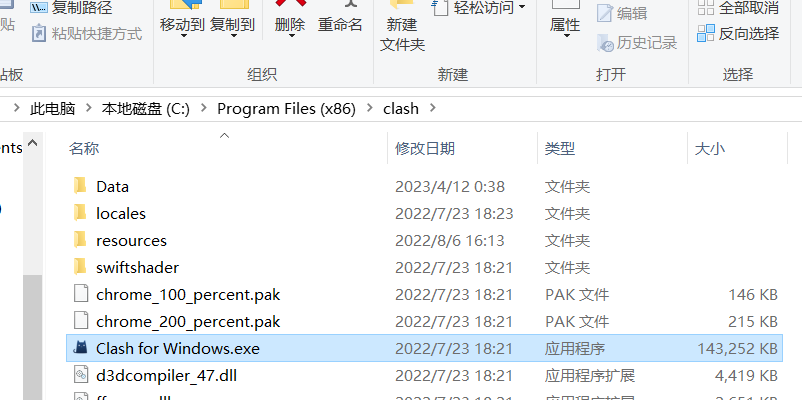 复制路径
粘贴快捷方式
移动到 复制到 删除 重命名
新建
文件夹
轻松访问
属性
编辑
历史记录
全部取消
反向选择
组织 新建 打开 选择
此电脑 本地磁盘 (C:) Program Files (x86) clash
名称 修改日期 类型 大小
Data 2023/4/12 0:38 文件夹
locales 2022/7/23 18:23 文件夹
resources 2022/8/6 16:13 文件夹
swiftshader 2022/7/23 18:21 文件夹
chrome_100_percent.pak 2022/7/23 18:21 PAK 文件 146 KB
chrome_200_percent.pak 2022/7/23 18:21 PAK 文件 215 KB
Clash for Windows.exe 2022/7/23 18:21 应用程序 143,252 KB
d3dcompiler_47.dll 2022/7/23 18:21 应用程序扩展 4,419 KB